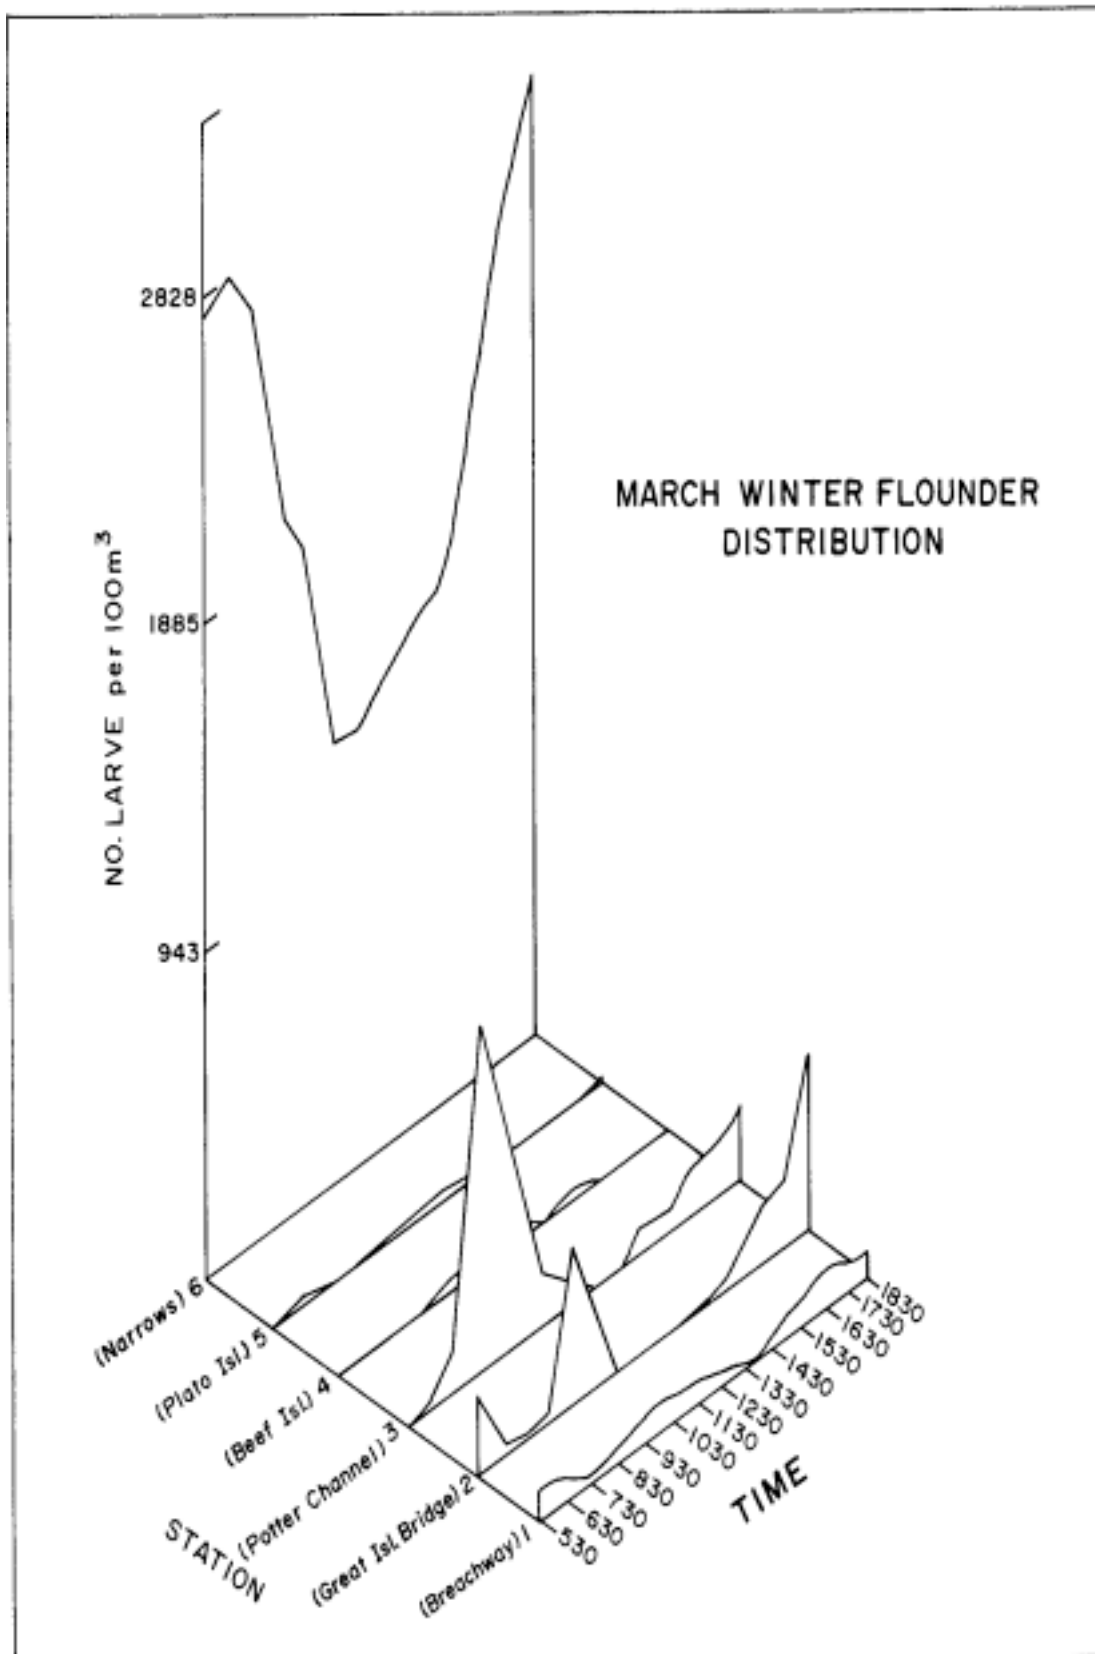 MARCH WINTER FLOUNDER
DISTRIBUTION
NO. LARVE per 100m³
2828
1885
943
(Narrows) 6
(Plato Isl.) 5
(Beef Isl.) 4
(Potter Channel) 3
(Great Isl. Bridge) 2
(Breachway) 1
STATION
530
630
730
830
930
1030
1130
1230
1330
1430
1530
1630
1730
1830
TIME